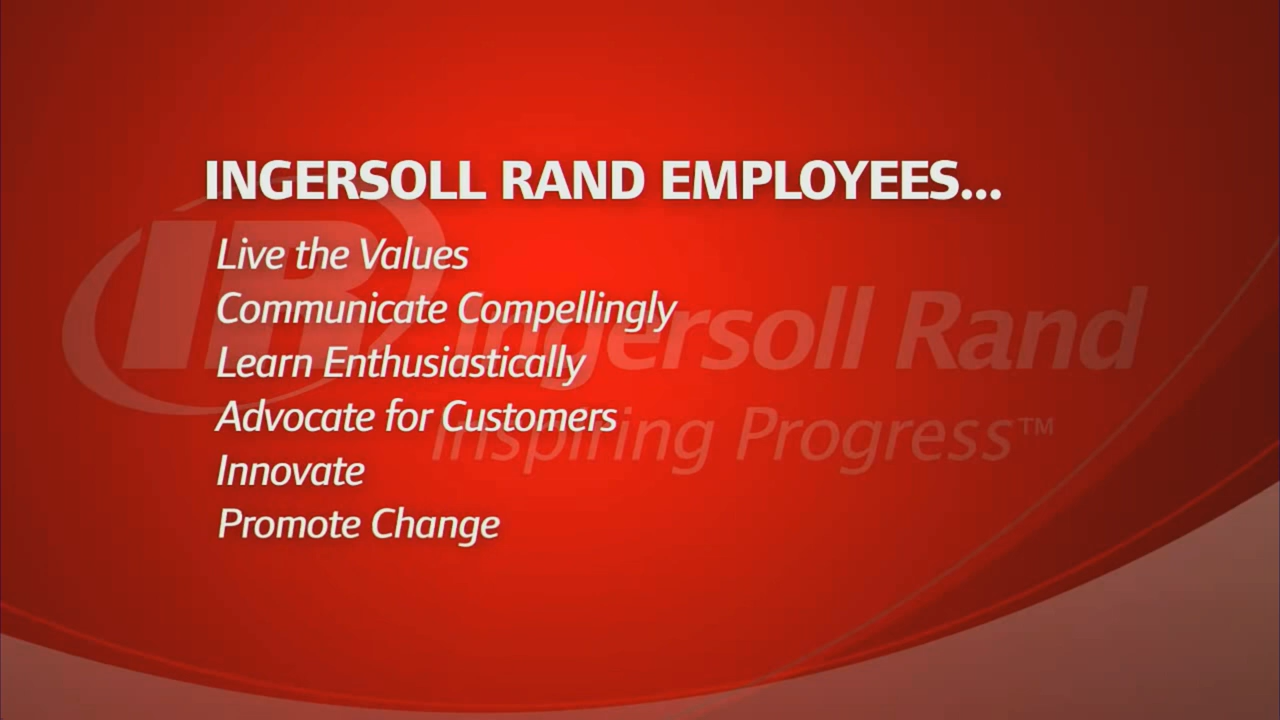 INGERSOLL RAND EMPLOYEES...
Live the Values
Communicate Compellingly
Learn Enthusiastically
Advocate for Customers
Innovate
Promote Change
IR
Ingersoll Rand
Inspiring Progress™